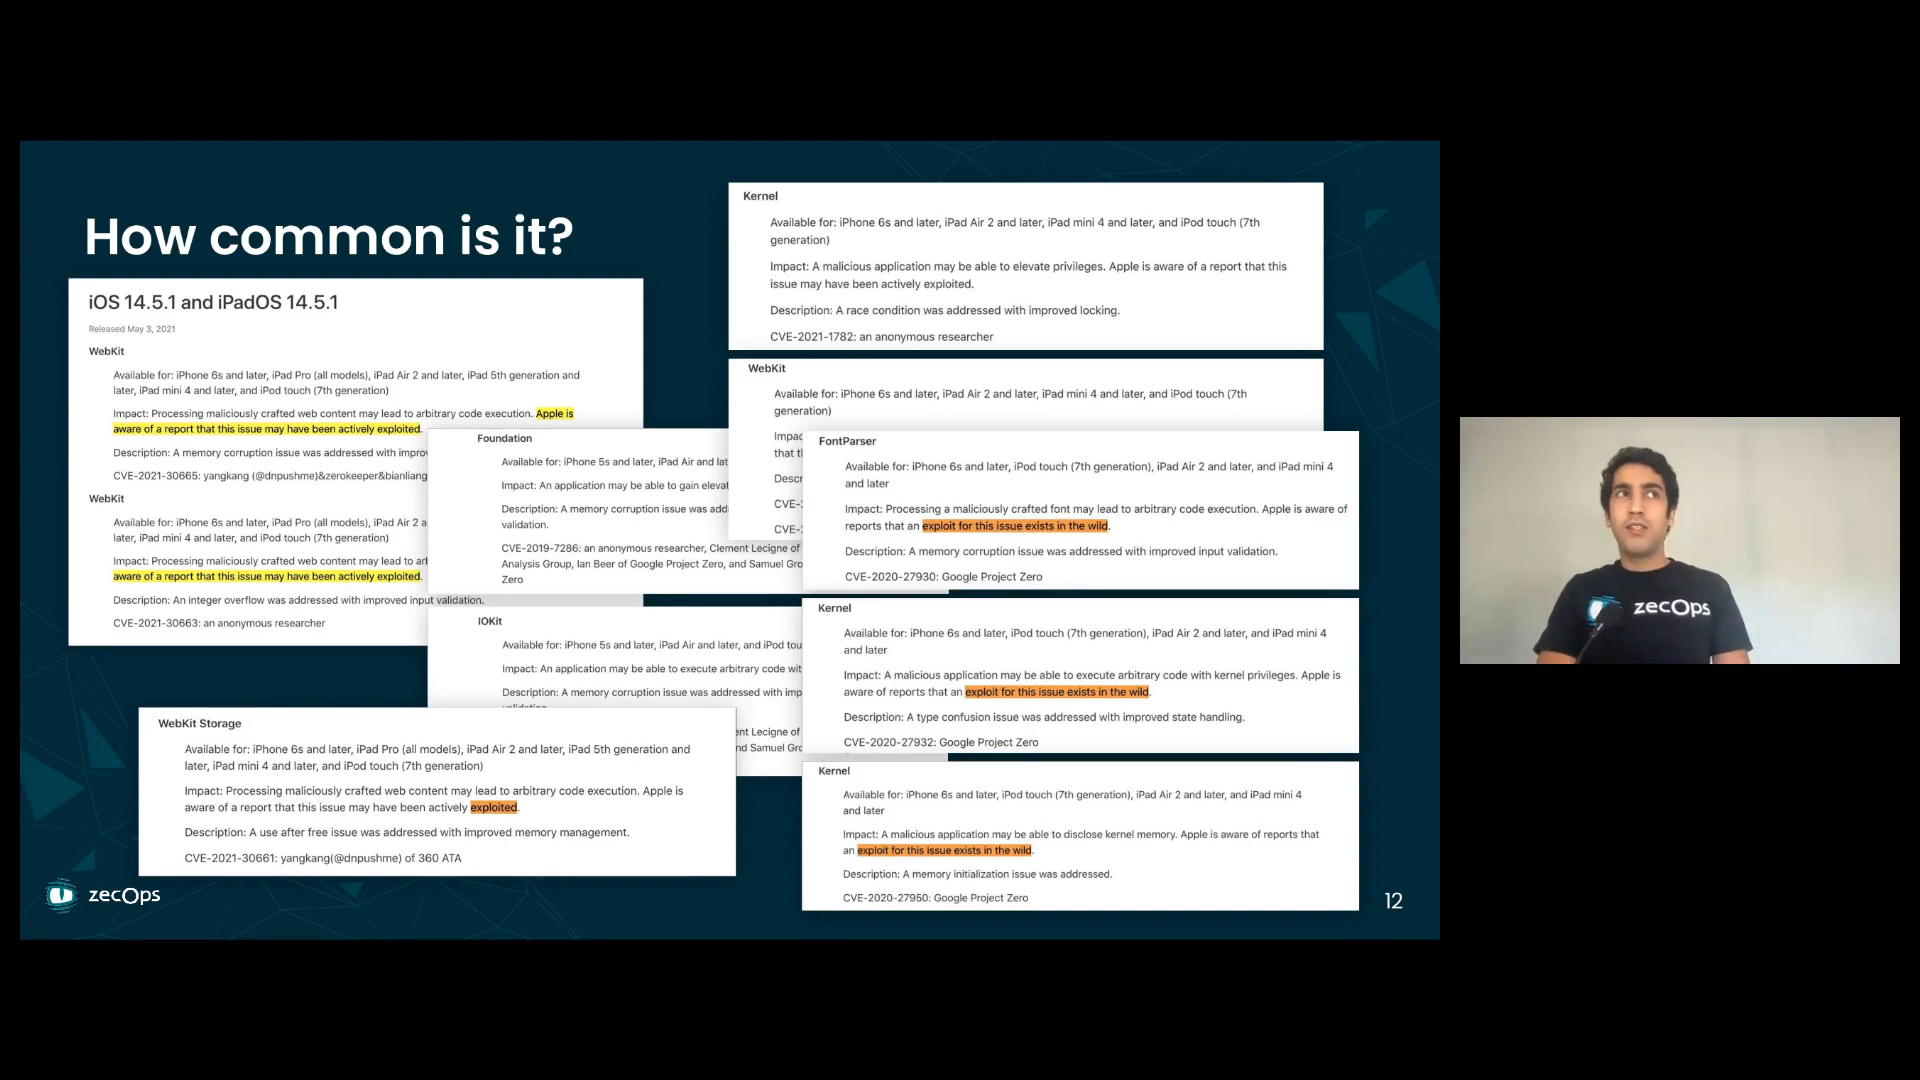 How common is it?
iOS 14.5.1 and iPadOS 14.5.1
Released May 3, 2021
WebKit
Available for: iPhone 6s and later, iPad Pro (all models), iPad Air 2 and later, iPad 5th generation and
later, iPad mini 4 and later, and iPod touch (7th generation)
Impact: Processing maliciously crafted web content may lead to arbitrary code execution. Apple is
aware of a report that this issue may have been actively exploited.
Description: A memory corruption issue was addressed with
CVE-2021-30665: yangkang (@dnpushme)&zerokeeper&bianliang
WebKit
Available for: iPhone 6s and later, iPad Pro (all models), iPad Air 2
later, iPad mini 4 and later, and iPod touch (7th generation)
Impact: Processing maliciously crafted web content may lead to
aware of a report that this issue may have been actively exploited.
Description: An integer overflow was addressed with improved input validation.
CVE-2021-30663: an anonymous researcher
Foundation
Available for: iPhone 5s and later, iPad Air and
Impact: An application may be able to gain
Description: A memory corruption issue was
validation.
CVE-2019-7286: an anonymous researcher, Clement Lecigne of
Analysis Group, Ian Beer of Google Project Zero, and Samuel
Zero
IOKit
Available for: iPhone 5s and later, iPad Air and later, and iPod
Impact: An application may be able to execute arbitrary code
Description: A memory corruption issue was addressed with
of
Samuel
WebKit Storage
Available for: iPhone 6s and later, iPad Pro (all models), iPad Air 2 and later, iPad 5th generation and
later, iPad mini 4 and later, and iPod touch (7th generation)
Impact: Processing maliciously crafted web content may lead to arbitrary code execution. Apple is
aware of a report that this issue may have been actively exploited.
Description: A use after free issue was addressed with improved memory management.
CVE-2021-30661: yangkang(@dnpushme) of 360 ATA
Kernel
Available for: iPhone 6s and later, iPad Air 2 and later, iPad mini 4 and later, and iPod touch (7th
generation)
Impact: A malicious application may be able to elevate privileges. Apple is aware of a report that this
issue may have been actively exploited.
Description: A race condition was addressed with improved locking.
CVE-2021-1782: an anonymous researcher
WebKit
Available for: iPhone 6s and later, iPad Air 2 and later, iPad mini 4 and later, and iPod touch (7th
generation)
FontParser
Available for: iPhone 6s and later, iPod touch (7th generation), iPad Air 2 and later, and iPad mini 4
and later
Impact: Processing a maliciously crafted font may lead to arbitrary code execution. Apple is aware of
reports that an exploit for this issue exists in the wild.
Description: A memory corruption issue was addressed with improved input validation.
CVE-2020-27930: Google Project Zero
Kernel
Available for: iPhone 6s and later, iPod touch (7th generation), iPad Air 2 and later, and iPad mini 4
and later
Impact: A malicious application may be able to execute arbitrary code with kernel privileges. Apple is
aware of reports that an exploit for this issue exists in the wild.
Description: A type confusion issue was addressed with improved state handling.
CVE-2020-27932: Google Project Zero
Kernel
Available for: iPhone 6s and later, iPod touch (7th generation), iPad Air 2 and later, and iPad mini 4
and later
Impact: A malicious application may be able to disclose kernel memory. Apple is aware of reports that
an exploit for this issue exists in the wild.
Description: A memory initialization issue was addressed.
CVE-2020-27950: Google Project Zero
zecOps
12
zecOps